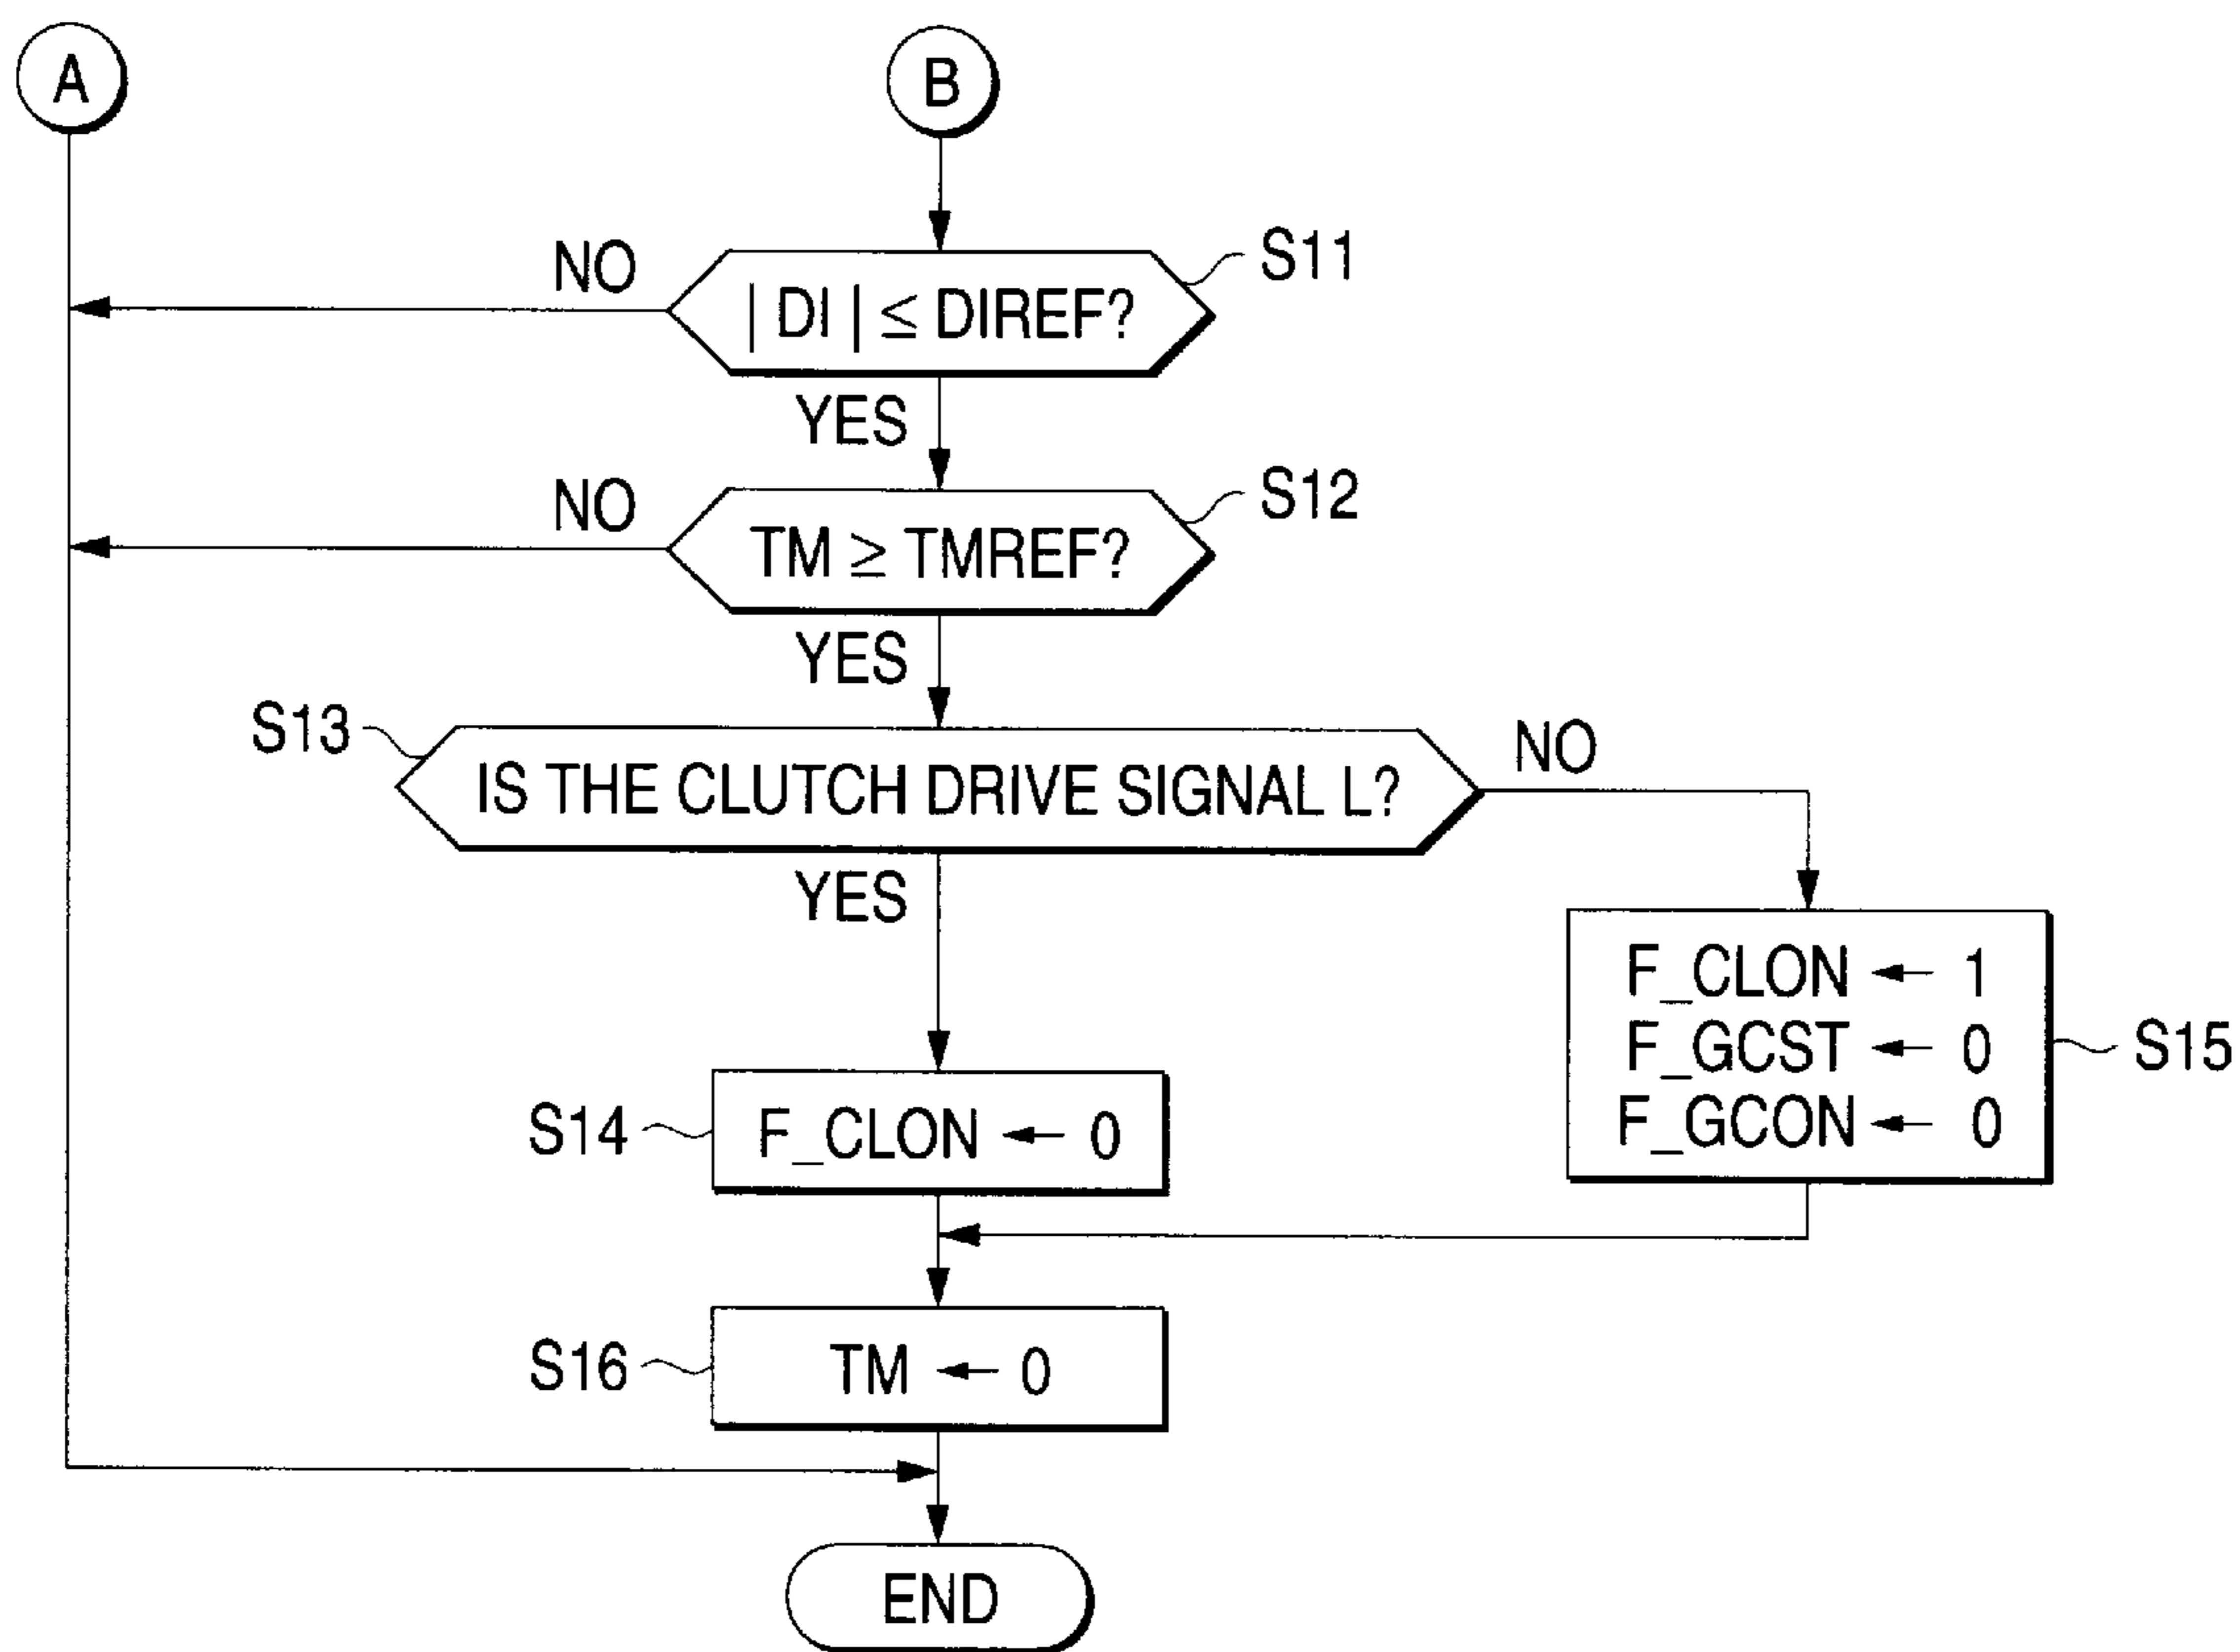 A
B
NO
| DI | ≤ DIREF?
S11
YES
NO
TM ≥ TMREF?
S12
YES
S13
IS THE CLUTCH DRIVE SIGNAL L?
NO
YES
F_CLON ← 1
F_GCST ← 0
F_GCON ← 0
S15
S14
F_CLON ← 0
S16
TM ← 0
END